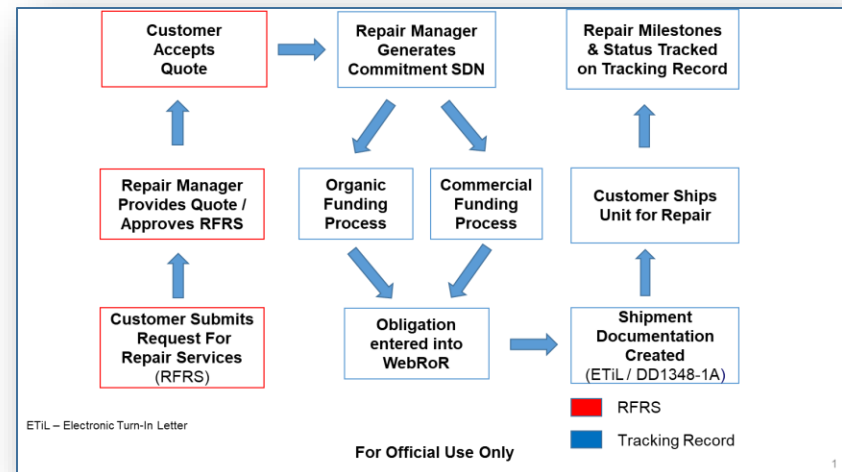 Customer
Accepts
Quote
Repair Manager
Generates
Commitment SDN
Repair Milestones
& Status Tracked
on Tracking Record
Repair Manager
Provides Quote /
Approves RFRS
Organic
Funding
Process
Commercial
Funding
Process
Customer Ships
Unit for Repair
Customer Submits
Request For
Repair Services
(RFRS)
Obligation
entered into
WebRoR
Shipment
Documentation
Created
(ETiL / DD1348-1A)
RFRS
Tracking Record
ETiL – Electronic Turn-In Letter
For Official Use Only
1